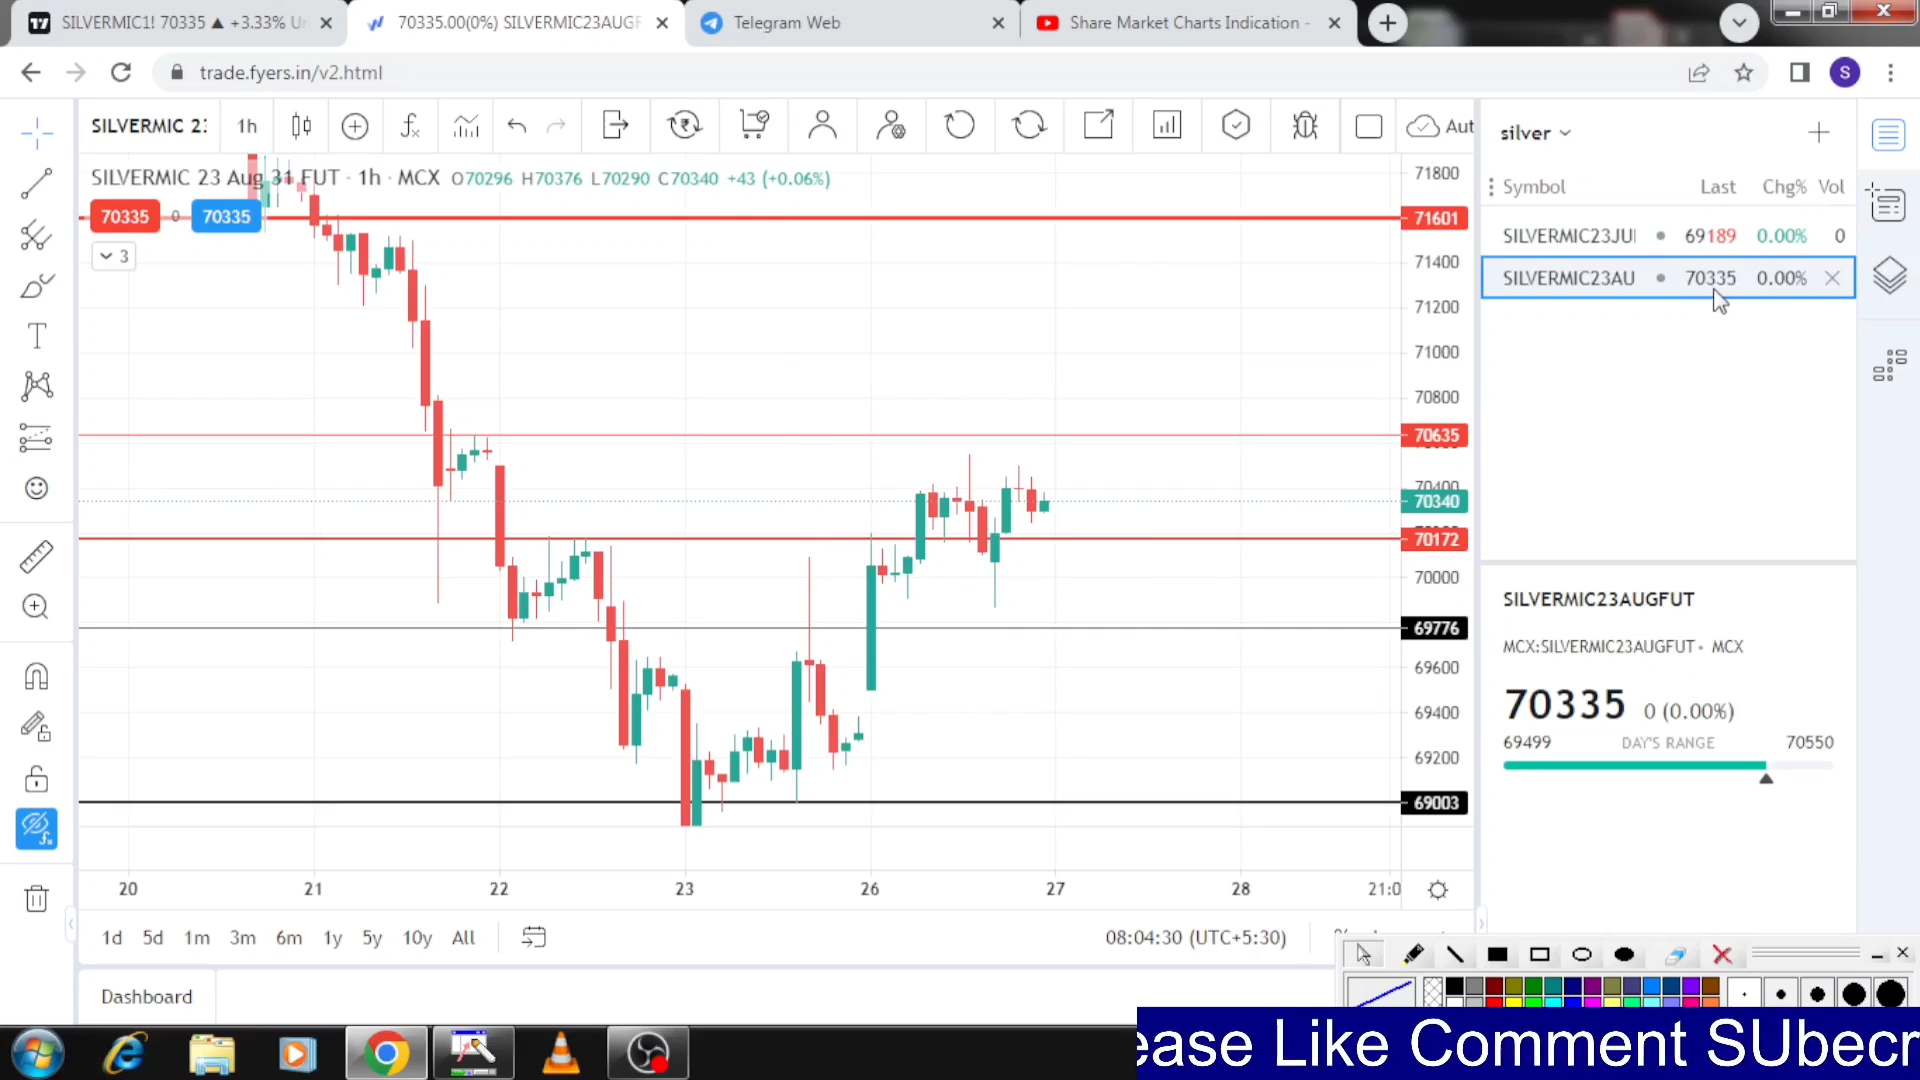 SILVERMIC1! 70335 ▲ +3.33% Un
70335.00(0%) SILVERMIC23AUGF
Telegram Web
Share Market Charts Indication -
trade.fyers.in/v2.html
S
SILVERMIC 23
1h
Aut
silver
SILVERMIC 23 Aug 31 FUT · 1h · MCX O70296 H70376 L70290 C70340 +43 (+0.06%)
70335 0 70335
3
Symbol Last Chg% Vol
SILVERMIC23JU 69189 0.00% 0
SILVERMIC23AU 70335 0.00%
71800
71601
71400
71200
71000
70800
70635
70400
70340
70172
70000
69776
69600
69400
69200
69003
SILVERMIC23AUGFUT
MCX:SILVERMIC23AUGFUT • MCX
70335 0 (0.00%)
69499 DAY'S RANGE 70550
20 21 22 23 26 27 28 21:0
1d 5d 1m 3m 6m 1y 5y 10y All
08:04:30 (UTC+5:30)
Dashboard
ease Like Comment SUbecr